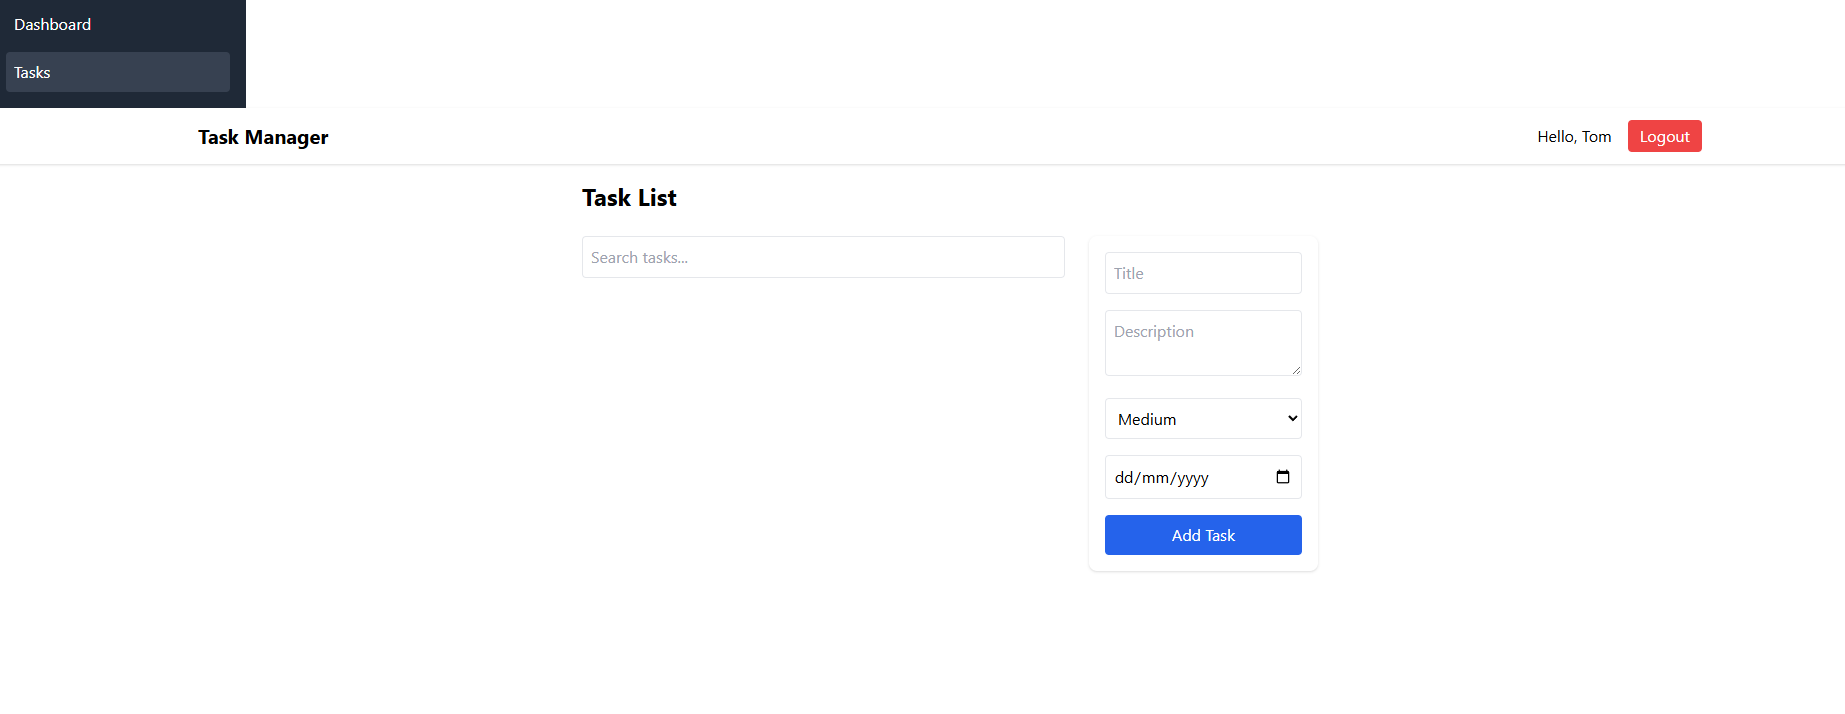 Dashboard
Tasks
Task Manager
Hello, Tom
Logout
Task List
Search tasks...
Title
Description
Medium
dd/mm/yyyy
Add Task